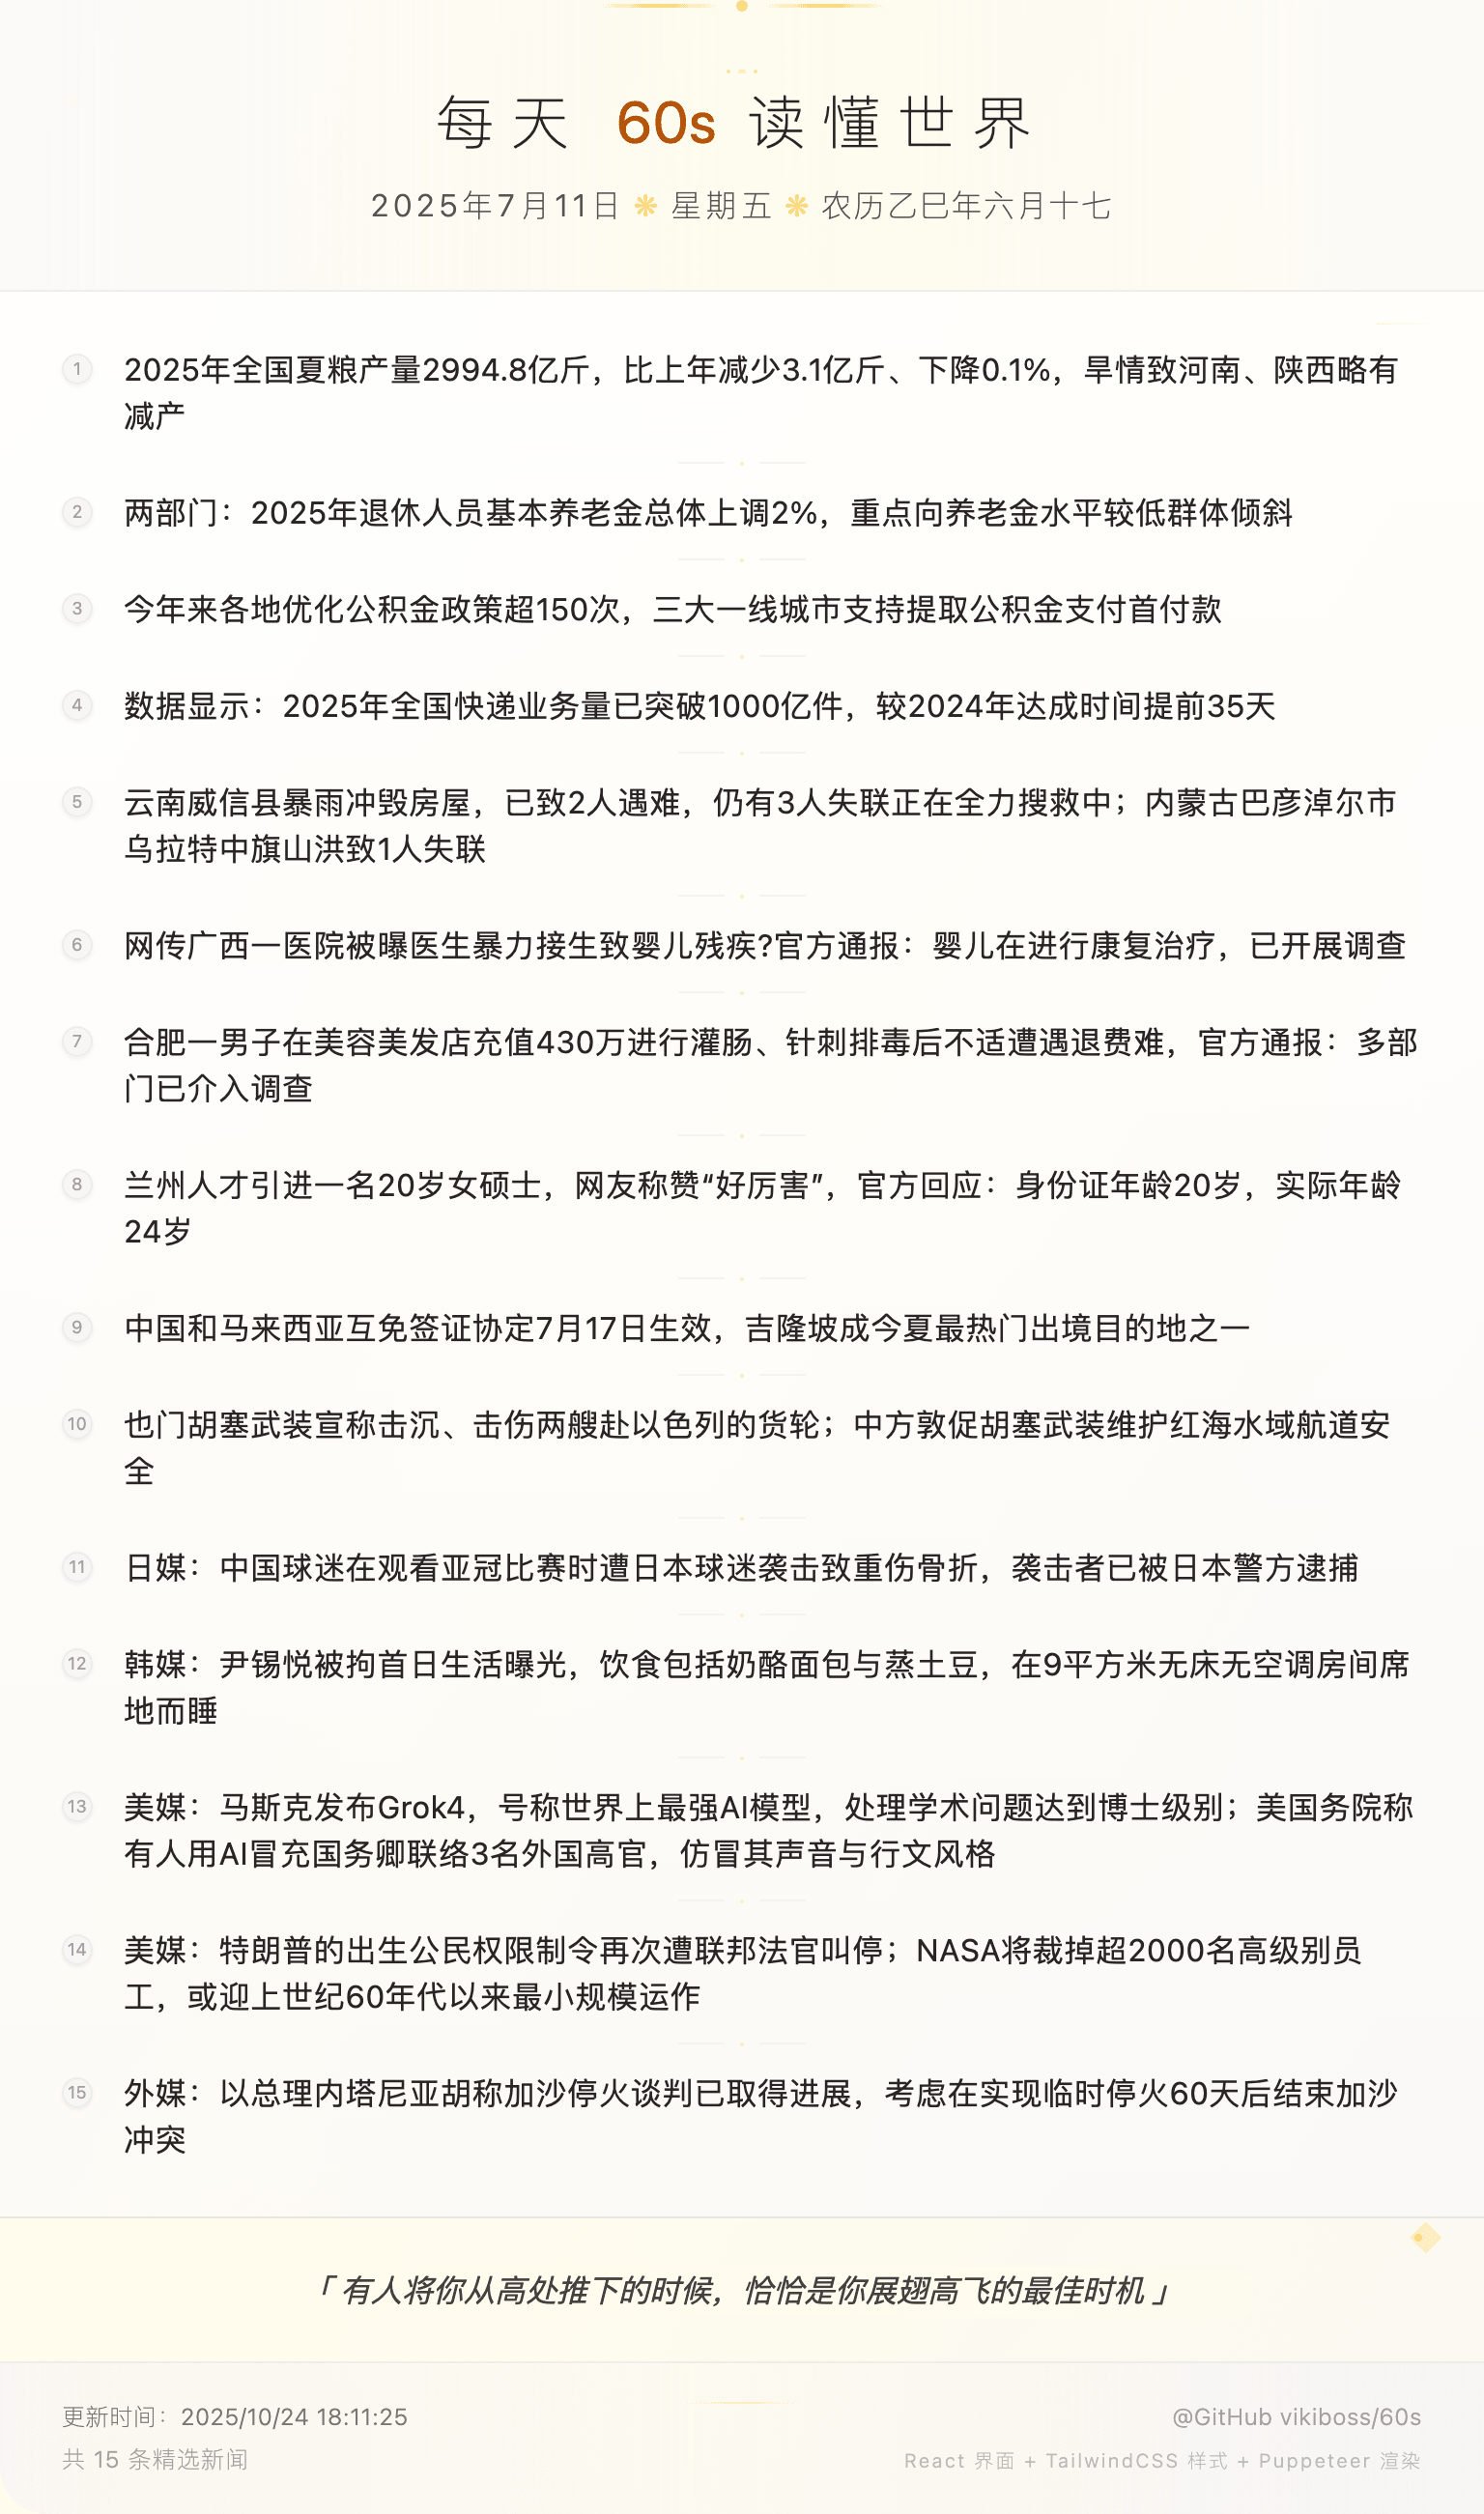 每天 60s 读懂世界
2025年7月11日 ❋ 星期五 ❋ 农历乙巳年六月十七
1 2025年全国夏粮产量2994.8亿斤，比上年减少3.1亿斤、下降0.1%，旱情致河南、陕西略有
减产
2 两部门：2025年退休人员基本养老金总体上调2%，重点向养老金水平较低群体倾斜
3 今年来各地优化公积金政策超150次，三大一线城市支持提取公积金支付首付款
4 数据显示：2025年全国快递业务量已突破1000亿件，较2024年达成时间提前35天
5 云南威信县暴雨冲毁房屋，已致2人遇难，仍有3人失联正在全力搜救中；内蒙古巴彦淖尔市
乌拉特中旗山洪致1人失联
6 网传广西一医院被曝医生暴力接生致婴儿残疾?官方通报：婴儿在进行康复治疗，已开展调查
7 合肥一男子在美容美发店充值430万进行灌肠、针刺排毒后不适遭遇退费难，官方通报：多部
门已介入调查
8 兰州人才引进一名20岁女硕士，网友称赞“好厉害”，官方回应：身份证年龄20岁，实际年龄
24岁
9 中国和马来西亚互免签证协定7月17日生效，吉隆坡成今夏最热门出境目的地之一
10 也门胡塞武装宣称击沉、击伤两艘赴以色列的货轮；中方敦促胡塞武装维护红海水域航道安
全
11 日媒：中国球迷在观看亚冠比赛时遭日本球迷袭击致重伤骨折，袭击者已被日本警方逮捕
12 韩媒：尹锡悦被拘首日生活曝光，饮食包括奶酪面包与蒸土豆，在9平方米无床无空调房间席
地而睡
13 美媒：马斯克发布Grok4，号称世界上最强AI模型，处理学术问题达到博士级别；美国务院称
有人用AI冒充国务卿联络3名外国高官，仿冒其声音与行文风格
14 美媒：特朗普的出生公民权限制令再次遭联邦法官叫停；NASA将裁掉超2000名高级别员
工，或迎上世纪60年代以来最小规模运作
15 外媒：以总理内塔尼亚胡称加沙停火谈判已取得进展，考虑在实现临时停火60天后结束加沙
冲突
「 有人将你从高处推下的时候，恰恰是你展翅高飞的最佳时机 」
更新时间：2025/10/24 18:11:25
@GitHub vikiboss/60s
共 15 条精选新闻
React 界面 + TailwindCSS 样式 + Puppeteer 渲染